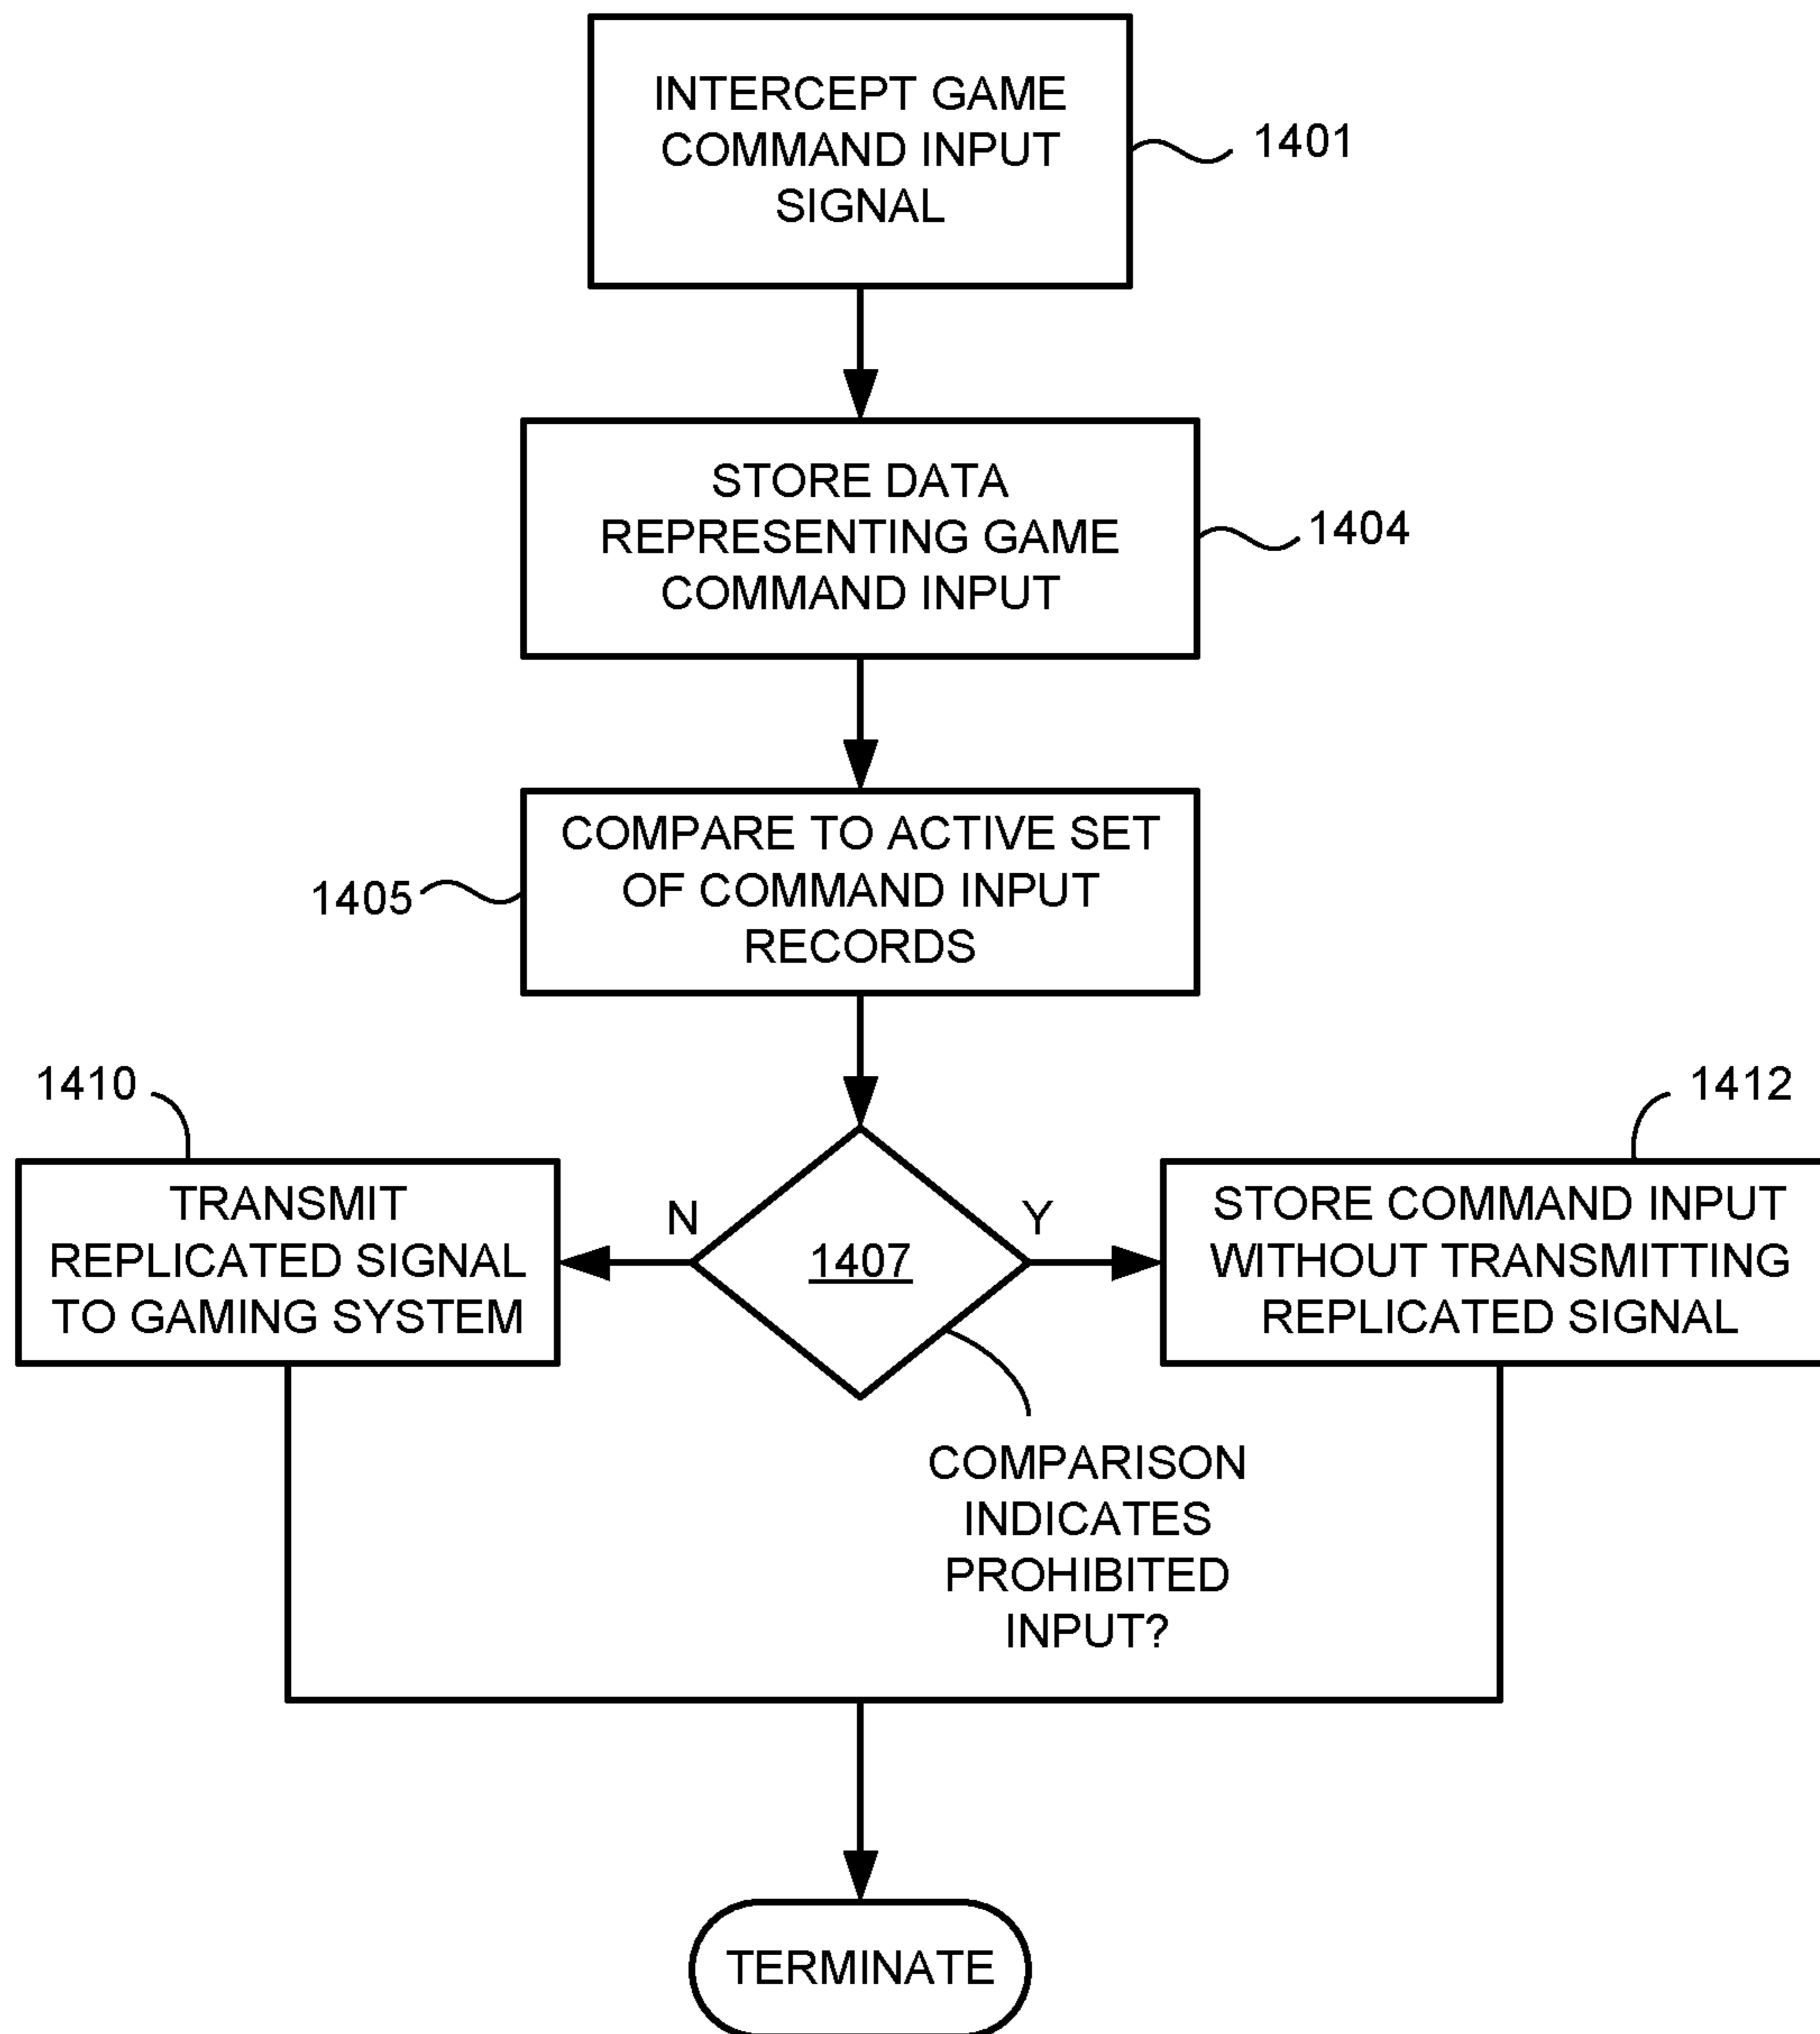 INTERCEPT GAME
COMMAND INPUT
SIGNAL
1401
STORE DATA
REPRESENTING GAME
COMMAND INPUT
1404
COMPARE TO ACTIVE SET
OF COMMAND INPUT
RECORDS
1405
1410
1412
TRANSMIT
REPLICATED SIGNAL
TO GAMING SYSTEM
N
1407
Y
STORE COMMAND INPUT
WITHOUT TRANSMITTING
REPLICATED SIGNAL
COMPARISON
INDICATES
PROHIBITED
INPUT?
TERMINATE